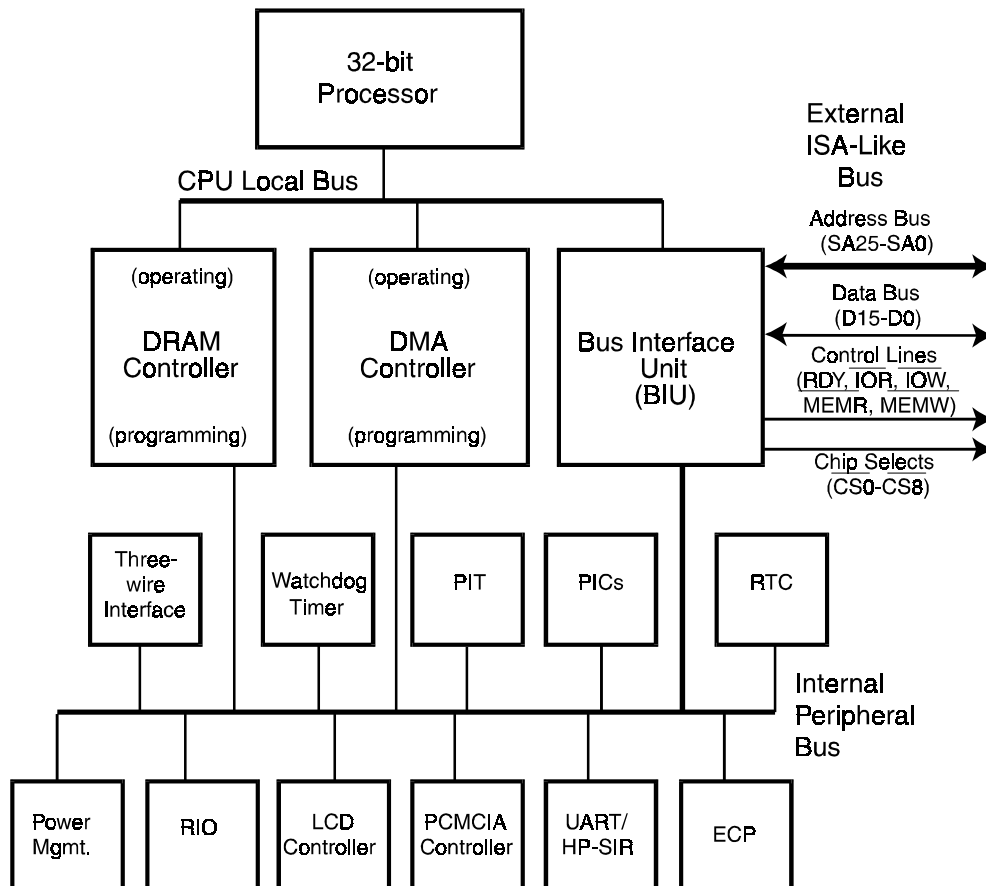 32-bit
Processor
CPU Local Bus
External
ISA-Like
Bus
Address Bus
(SA25-SA0)
Data Bus
(D15-D0)
Control Lines
(RDY, IOR, IOW,
MEMR, MEMW)
Chip Selects
(CS0-CS8)
(operating)
DRAM
Controller
(programming)
(operating)
DMA
Controller
(programming)
Bus Interface
Unit
(BIU)
Three-
wire
Interface
Watchdog
Timer
PIT
PICs
RTC
Internal
Peripheral
Bus
Power
Mgmt.
RIO
LCD
Controller
PCMCIA
Controller
UART/
HP-SIR
ECP